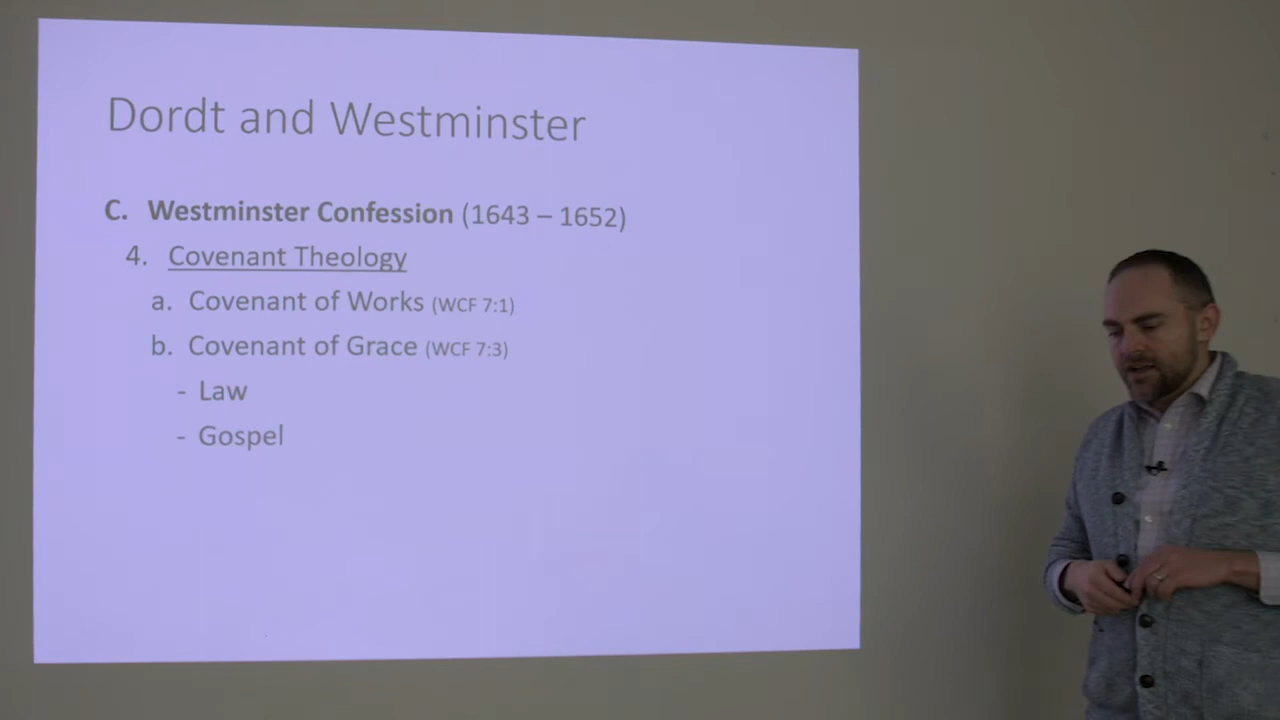 Dordt and Westminster
C. Westminster Confession (1643 – 1652)
4. Covenant Theology
a. Covenant of Works (WCF 7:1)
b. Covenant of Grace (WCF 7:3)
- Law
- Gospel